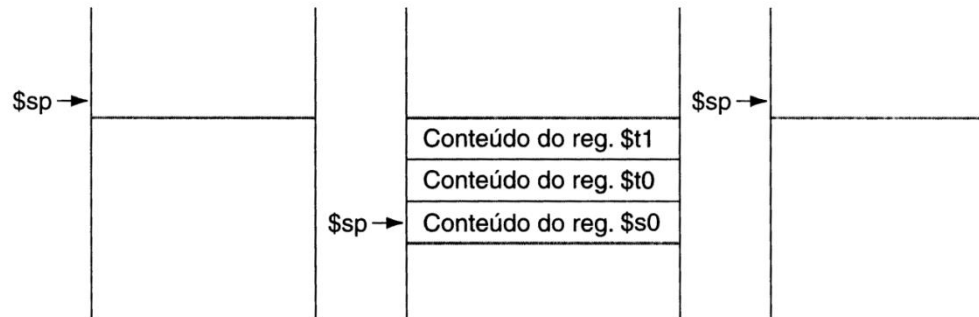 $sp
$sp
Conteúdo do reg. $t1
Conteúdo do reg. $t0
$sp
Conteúdo do reg. $s0